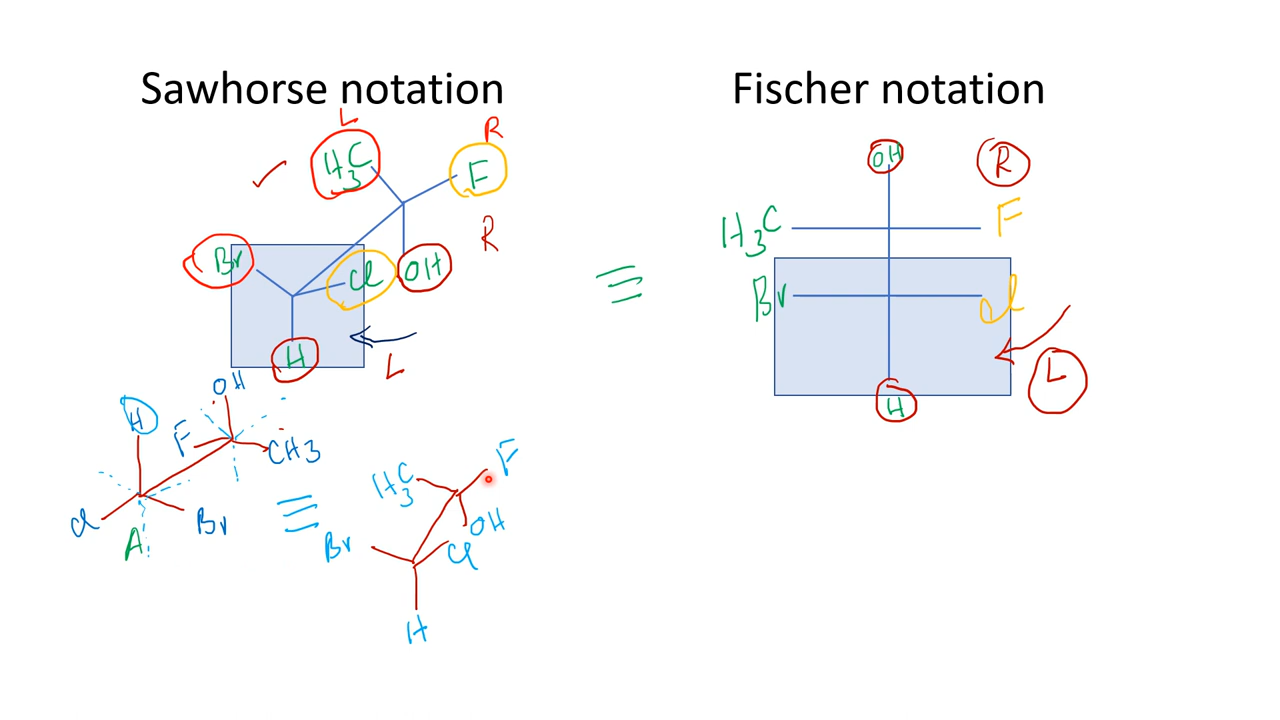 Sawhorse notation
Fischer notation
L
R
H3C
F
OH
R
R
H3C
F
Br
Cl
OH
Br
Cl
H
L
L
H
OH
H
F
CH3
Cl
Br
A
H3C
F
OH
Br
Cl
H